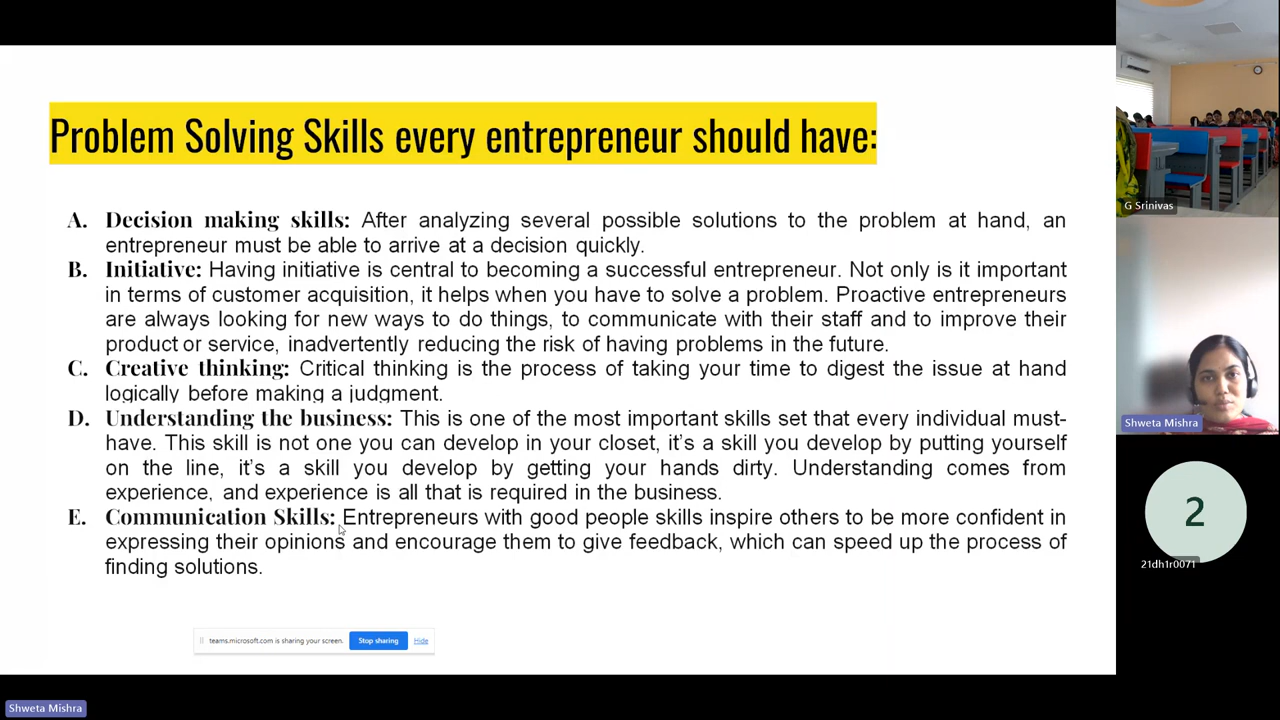 Problem Solving Skills every entrepreneur should have:
A. Decision making skills: After analyzing several possible solutions to the problem at hand, an
entrepreneur must be able to arrive at a decision quickly.
B. Initiative: Having initiative is central to becoming a successful entrepreneur. Not only is it important
in terms of customer acquisition, it helps when you have to solve a problem. Proactive entrepreneurs
are always looking for new ways to do things, to communicate with their staff and to improve their
product or service, inadvertently reducing the risk of having problems in the future.
C. Creative thinking: Critical thinking is the process of taking your time to digest the issue at hand
logically before making a judgment.
D. Understanding the business: This is one of the most important skills set that every individual must-
have. This skill is not one you can develop in your closet, it's a skill you develop by putting yourself
on the line, it's a skill you develop by getting your hands dirty. Understanding comes from
experience, and experience is all that is required in the business.
E. Communication Skills: Entrepreneurs with good people skills inspire others to be more confident in
expressing their opinions and encourage them to give feedback, which can speed up the process of
finding solutions.
teams.microsoft.com is sharing your screen. Stop sharing Hide
Shweta Mishra
G Srinivas
Shweta Mishra
2
21dh1r0071